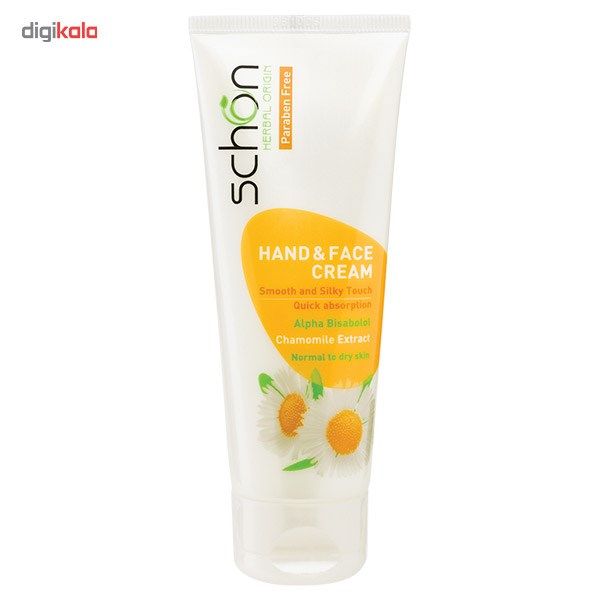 digikala
schön
HERBAL ORIGIN
Paraben Free
HAND & FACE
CREAM
Smooth and Silky Touch
Quick absorption
Alpha Bisabolol
Chamomile Extract
Normal to dry skin